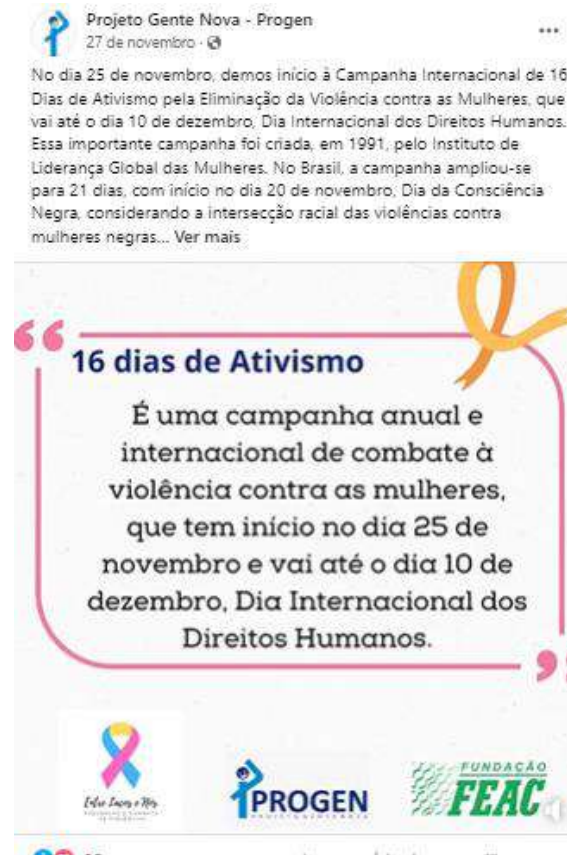 Projeto Gente Nova - Progen
27 de novembro ·
No dia 25 de novembro, demos início à Campanha Internacional de 16
Dias de Ativismo pela Eliminação da Violência contra as Mulheres, que
vai até o dia 10 de dezembro, Dia Internacional dos Direitos Humanos.
Essa importante campanha foi criada, em 1991, pelo Instituto de
Liderança Global das Mulheres. No Brasil, a campanha ampliou-se
para 21 dias, com início no dia 20 de novembro, Dia da Consciência
Negra, considerando a intersecção racial das violências contra
mulheres negras... Ver mais
“
16 dias de Ativismo
É uma campanha anual e
internacional de combate à
violência contra as mulheres,
que tem início no dia 25 de
novembro e vai até o dia 10 de
dezembro, Dia Internacional dos
Direitos Humanos.
”
Entre Laços e Nós
PROGEN
FUNDAÇÃO
FEAC